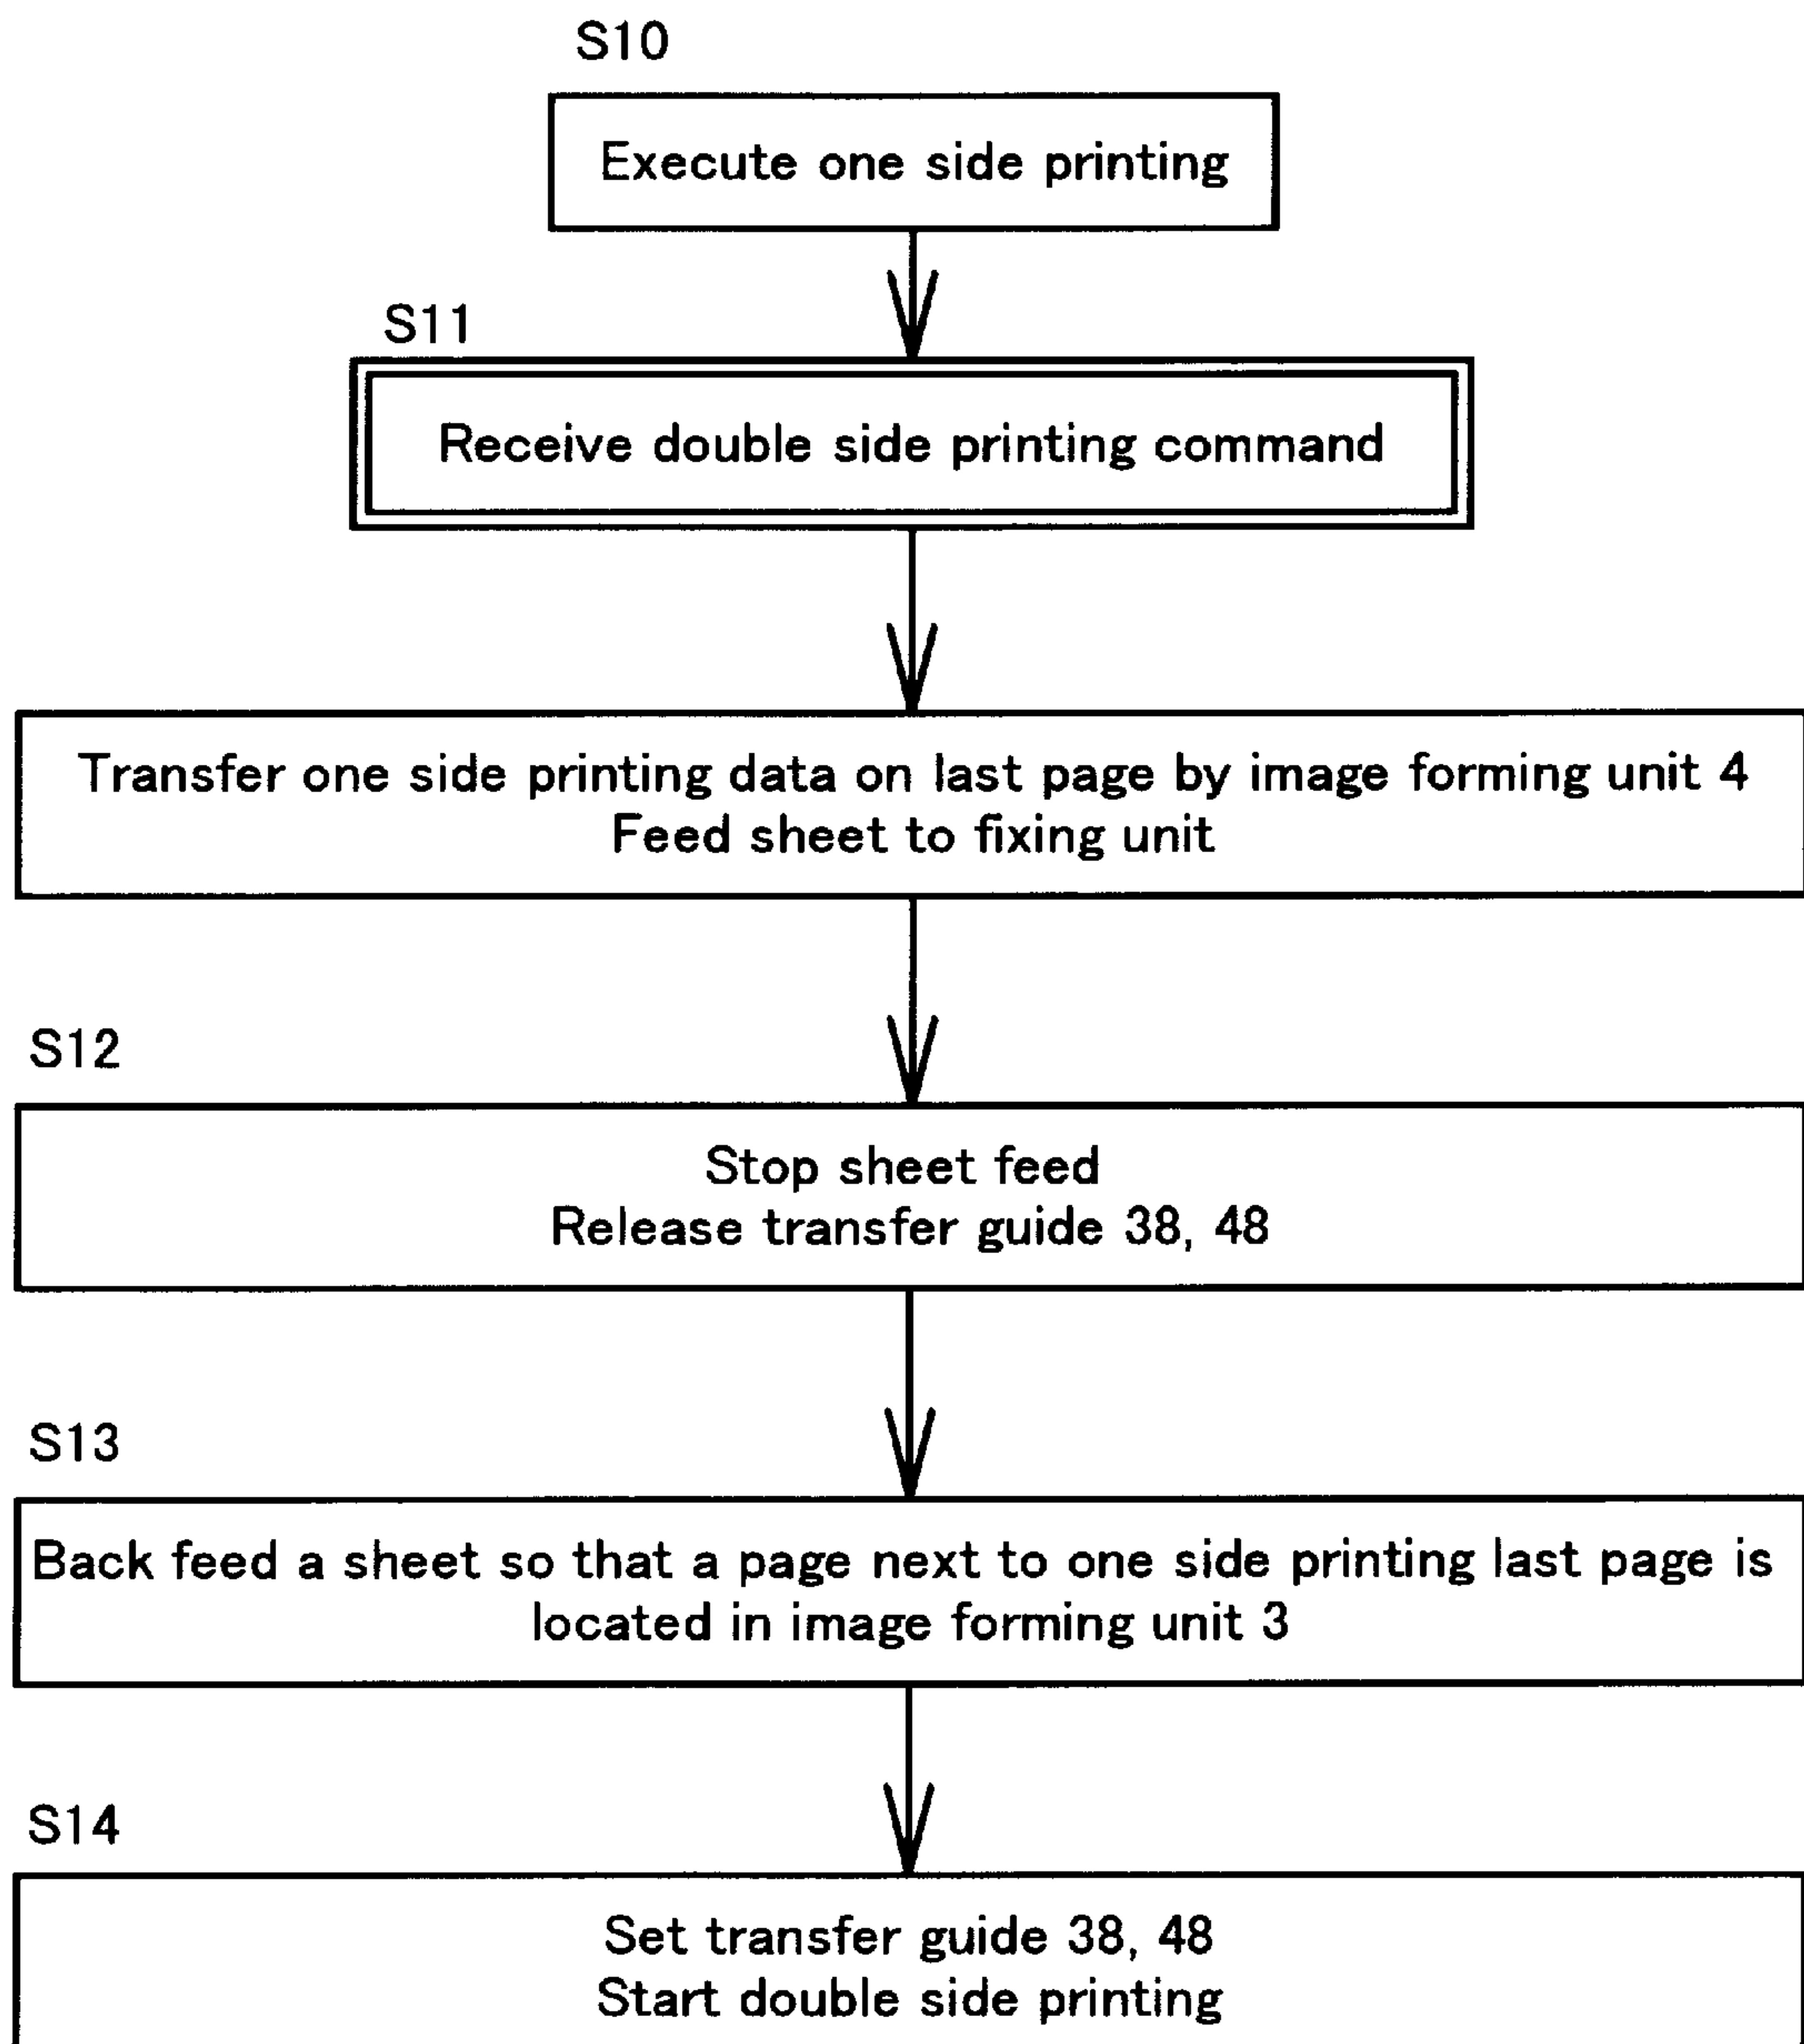 S10
Execute one side printing
S11
Receive double side printing command
Transfer one side printing data on last page by image forming unit 4
Feed sheet to fixing unit
S12
Stop sheet feed
Release transfer guide 38, 48
S13
Back feed a sheet so that a page next to one side printing last page is
located in image forming unit 3
S14
Set transfer guide 38, 48
Start double side printing